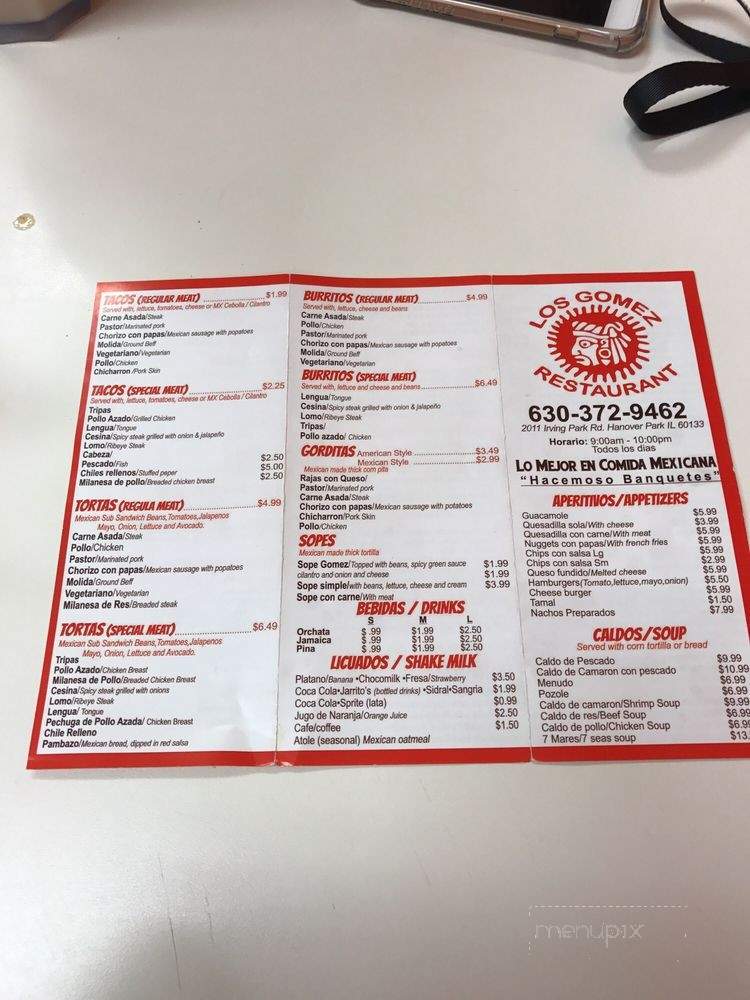 TACOS (REGULAR MEAT) $1.99
Served with, lettuce, tomatoes, cheese or MX Cebolla / Cilantro
Carne Asada/Steak
Pastor/Marinated pork
Chorizo con papas/Mexican sausage with popatoes
Molida/Ground Beff
Vegetariano/Vegetarian
Pollo/Chicken
Chicharron /Pork Skin
TACOS (SPECIAL MEAT) $2.25
Served with, lettuce, tomatoes, cheese or MX Cebolla / Cilantro
Tripas
Pollo Azado/Grilled Chicken
Lengua/Tongue
Cesina/Spicy steak grilled with onion & jalapeño
Lomo/Ribeye Steak
Cabeza/ $2.50
Pescado/Fish $5.00
Chiles rellenos/Stuffed peper $2.50
Milanesa de pollo/Breaded chicken breast
TORTAS (REGULA MEAT) $4.99
Mexican Sub Sandwich Beans,Tomatoes,Jalapenos
Mayo, Onion, Lettuce and Avocado.
Carne Asada/Steak
Pollo/Chicken
Pastor/Marinated pork
Chorizo con papas/Mexican sausage with popatoes
Molida/Ground Beff
Vegetariano/Vegetarian
Milanesa de Res/Breaded steak
TORTAS (SPECIAL MEAT) $6.49
Mexican Sub Sandwich Beans,Tomatoes,Jalapenos
Mayo, Onion, Lettuce and Avocado.
Tripas
Pollo Azado/Chicken Breast
Milanesa de Pollo/Breaded Chicken Breast
Cesina/Spicy steak grilled with onions
Lomo/Ribeye Steak
Lengua/ Tongue
Pechuga de Pollo Azada/ Chicken Breast
Chile Relleno
Pambazo/Mexican bread, dipped in red salsa
BURRITOS (REGULAR MEAT) $4.99
Served with, lettuce, cheese and beans
Carne Asada/Steak
Pollo/Chicken
Pastor/Marinated pork
Chorizo con papas/Mexican sausage with popatoes
Molida/Ground Beff
Vegetariano/Vegetarian
BURRITOS (SPECIAL MEAT)
Served with, lettuce and cheese and beans $6.49
Lengua/Tongue
Cesina/Spicy steak grilled with onion & jalapeño
Lomo/Ribeye Steak
Tripas/
Pollo azado/ Chicken
GORDITAS American Style $3.49
Mexican Style $2.99
Mexican made thick corn pita
Rajas con Queso/
Pastor/Marinated pork
Carne Asada/Steak
Chorizo con papas/Mexican sausage with potatoes
Chicharron/Pork Skin
Pollo/Chicken
SOPES
Mexican made thick tortilla
Sope Gomez/Topped with beans, spicy green sauce $1.99
cilantro and onion and cheese $1.99
Sope simple/with beans, lettuce, cheese and cream $3.99
Sope con carne/With meat
BEBIDAS / DRINKS
S M L
Orchata $ .99 $1.99 $2.50
Jamaica $ .99 $1.99 $2.50
Pina $ .99 $1.99 $2.50
LICUADOS / SHAKE MILK
Platano/Banana •Chocomilk •Fresa/Strawberry $3.50
Coca Cola•Jarrito's (bottled drinks) •Sidral•Sangria $1.99
Coca Cola•Sprite (lata) $0.99
Jugo de Naranja/Orange Juice $2.50
Cafe/coffee $1.50
Atole (seasonal) Mexican oatmeal
LOS GOMEZ
RESTAURANT
630-372-9462
2011 Irving Park Rd. Hanover Park IL 60133
Horario: 9:00am - 10:00pm
Todos los dias
LO MEJOR EN COMIDA MEXICANA
"Hacemoso Banquetes"
APERITIVOS/APPETIZERS
Guacamole $5.99
Quesadilla sola/With cheese $3.99
Quesadilla con carne/With meat $5.99
Nuggets con papas/With french fries $5.99
Chips con salsa Lg $5.99
Chips con salsa Sm $2.99
Queso fundido/Melted cheese $5.99
Hamburgers(Tomato,lettuce,mayo,onion) $5.50
Cheese burger $5.99
Tamal $1.50
Nachos Preparados $7.99
CALDOS/SOUP
Served with corn tortilla or bread
Caldo de Pescado $9.99
Caldo de Camaron con pescado $10.99
Menudo $6.99
Pozole $6.99
Caldo de camaron/Shrimp Soup $9.99
Caldo de res/Beef Soup $6.99
Caldo de pollo/Chicken Soup $6.99
7 Mares/7 seas soup $13.
menupix